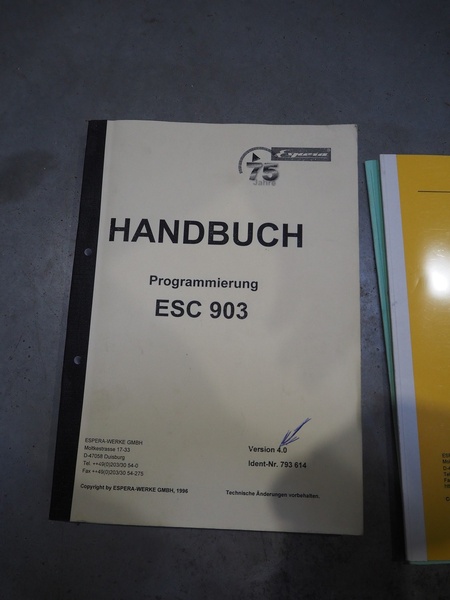 Espera
75
Jahre
HANDBUCH
Programmierung
ESC 903
ESPERA-WERKE GMBH
Moltkestrasse 17-33
D-47058 Duisburg
Tel. ++49(0)203/30 54-0
Fax ++49(0)203/30 54-275
Version 4.0
Ident-Nr. 793 614
Copyright by ESPERA-WERKE GMBH, 1998
Technische Änderungen vorbehalten.